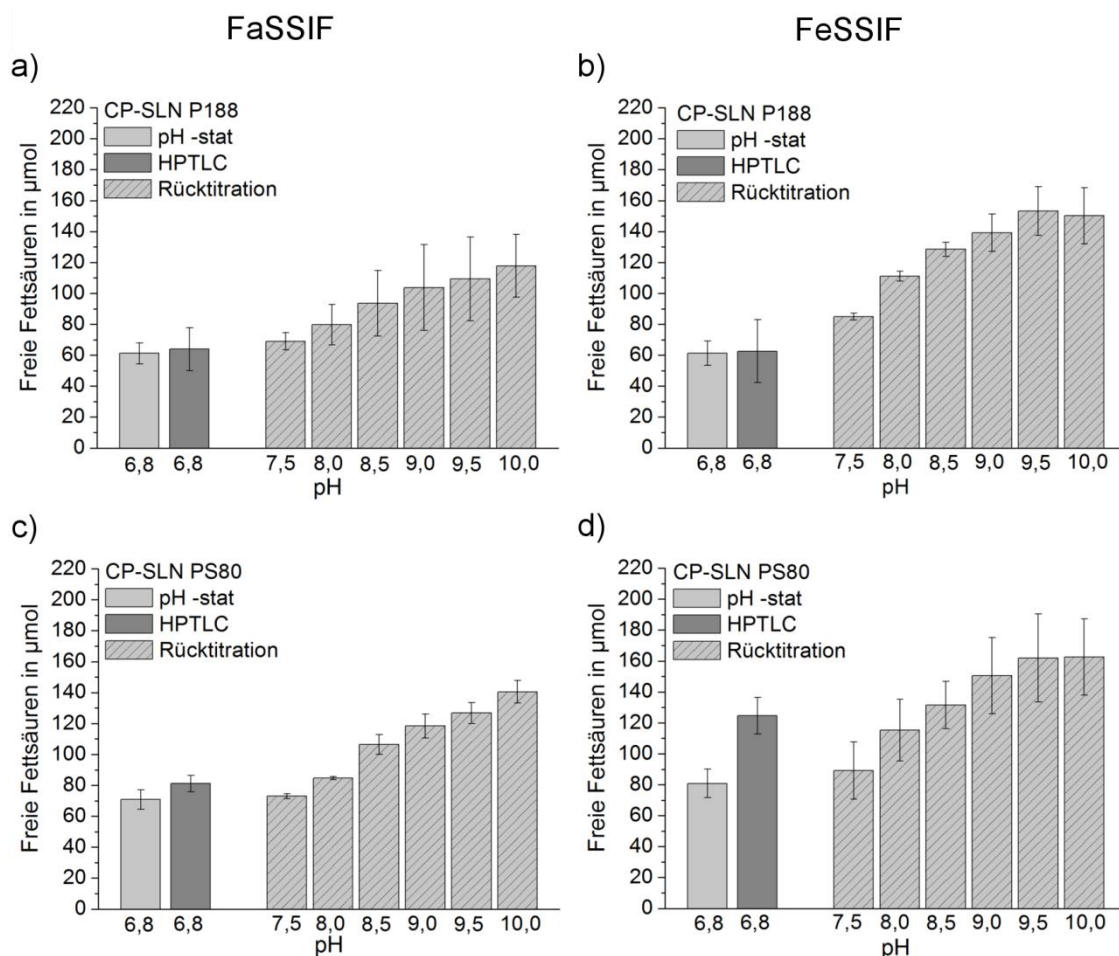 FaSSIF
FeSSIF
a)
CP-SLN P188
pH -stat
HPTLC
Rücktitration
Freie Fettsäuren in µmol
220
200
180
160
140
120
100
80
60
40
20
0
6,8 6,8 7,5 8,0 8,5 9,0 9,5 10,0
pH
b)
CP-SLN P188
pH -stat
HPTLC
Rücktitration
Freie Fettsäuren in µmol
220
200
180
160
140
120
100
80
60
40
20
0
6,8 6,8 7,5 8,0 8,5 9,0 9,5 10,0
pH
c)
CP-SLN PS80
pH -stat
HPTLC
Rücktitration
Freie Fettsäuren in µmol
220
200
180
160
140
120
100
80
60
40
20
0
6,8 6,8 7,5 8,0 8,5 9,0 9,5 10,0
pH
d)
CP-SLN PS80
pH -stat
HPTLC
Rücktitration
Freie Fettsäuren in µmol
220
200
180
160
140
120
100
80
60
40
20
0
6,8 6,8 7,5 8,0 8,5 9,0 9,5 10,0
pH